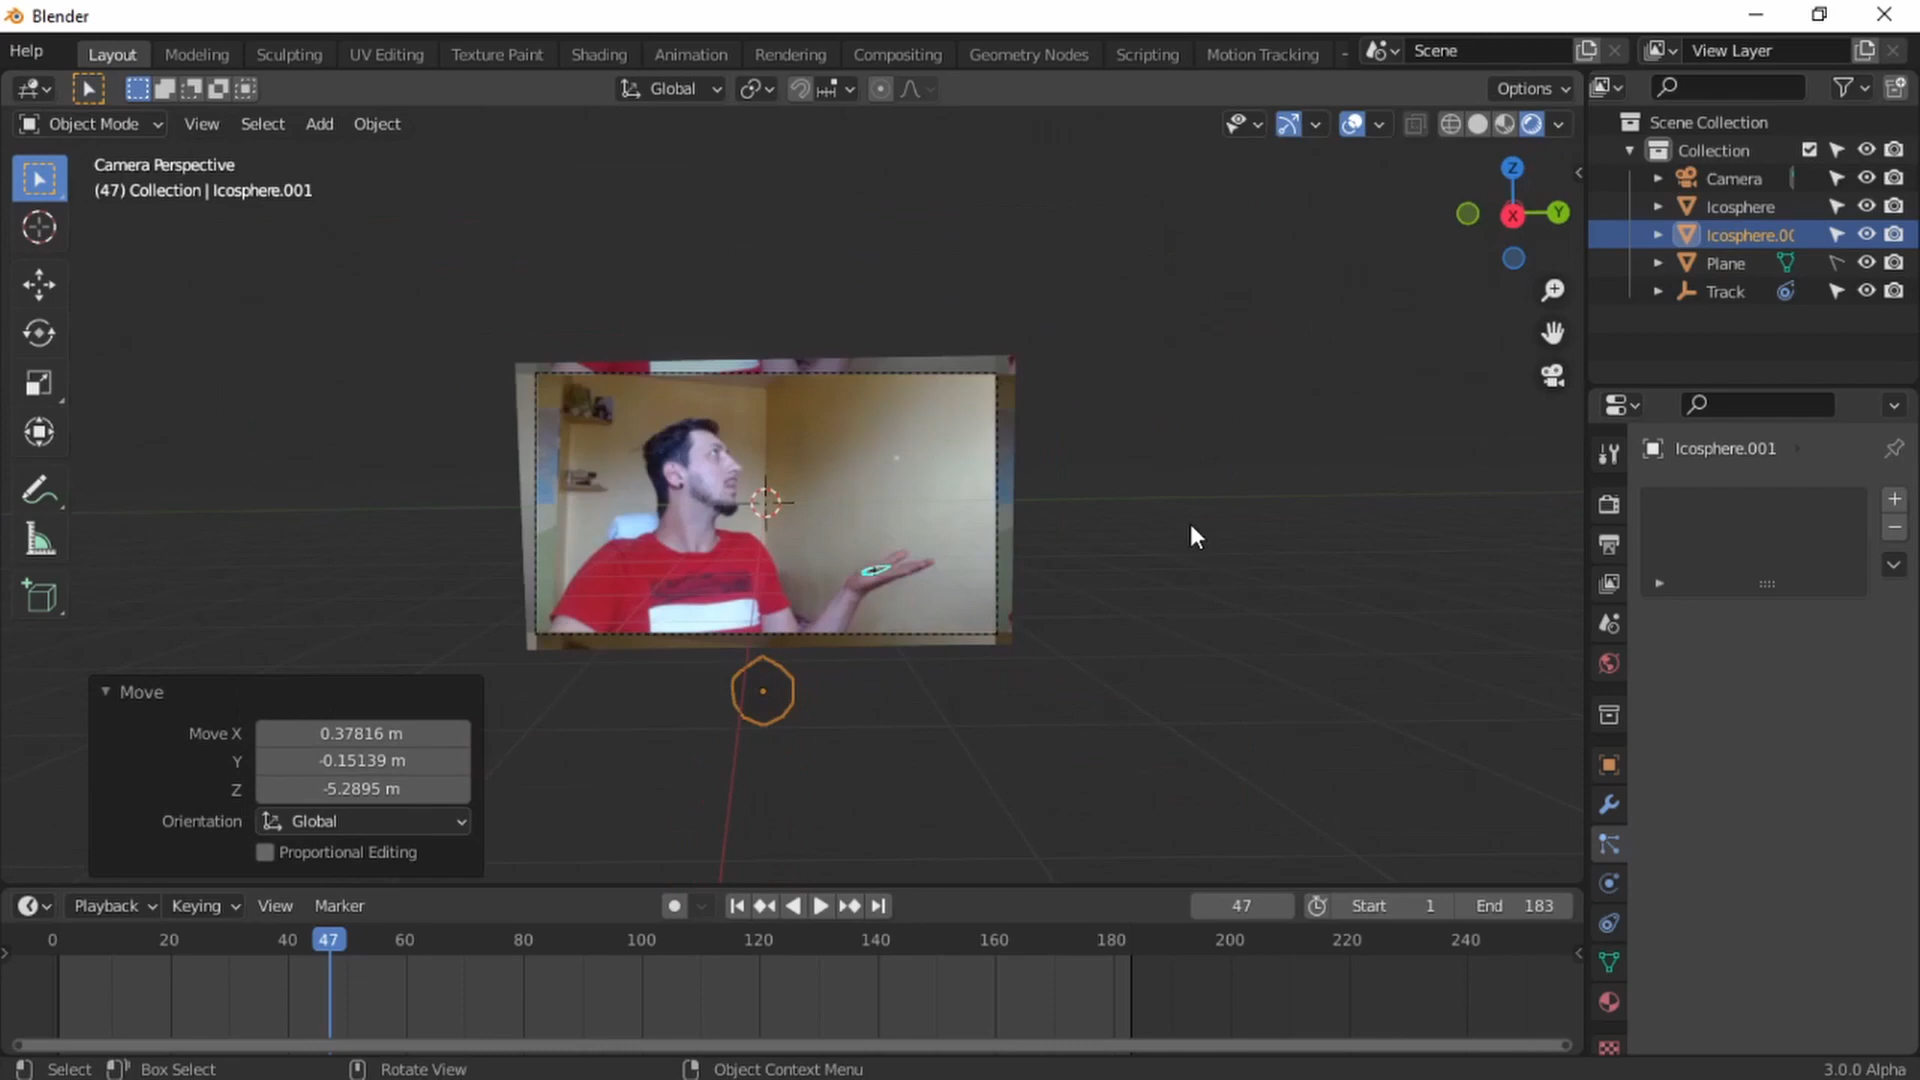 Blender
Help Layout Modeling Sculpting UV Editing Texture Paint Shading Animation Rendering Compositing Geometry Nodes Scripting Motion Tracking Scene View Layer
Global Options
Object Mode View Select Add Object
Scene Collection
Collection
Camera
Icosphere
Icosphere.00
Plane
Track
Camera Perspective
(47) Collection | Icosphere.001
Z
X Y
Icosphere.001
Move
Move X 0.37816 m
Y -0.15139 m
Z -5.2895 m
Orientation Global
Proportional Editing
Playback Keying View Marker 47 Start 1 End 183
0 20 40 47 60 80 100 120 140 160 180 200 220 240
Select Box Select Rotate View Object Context Menu 3.0.0 Alpha